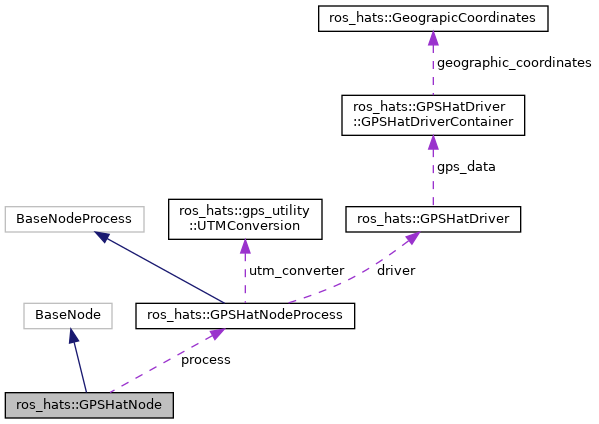 ros_hats::GeograpicCoordinates
geographic_coordinates
ros_hats::GPSHatDriver
::GPSHatDriverContainer
gps_data
BaseNodeProcess
ros_hats::gps_utility
::UTMConversion
ros_hats::GPSHatDriver
utm_converter
driver
BaseNode
ros_hats::GPSHatNodeProcess
process
ros_hats::GPSHatNode